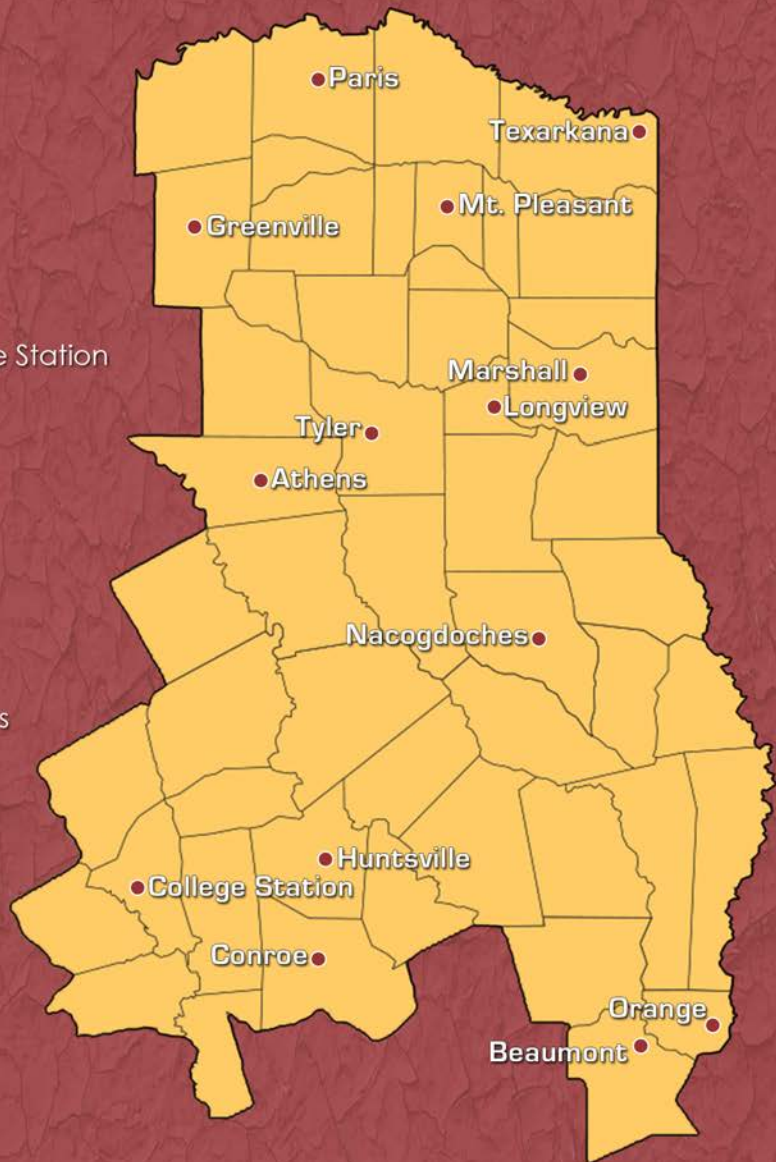 Paris
Texarkana
Mt. Pleasant
Greenville
Station
Marshall
Longview
Tyler
Athens
Nacogdoches
Huntsville
College Station
Conroe
Orange
Beaumont